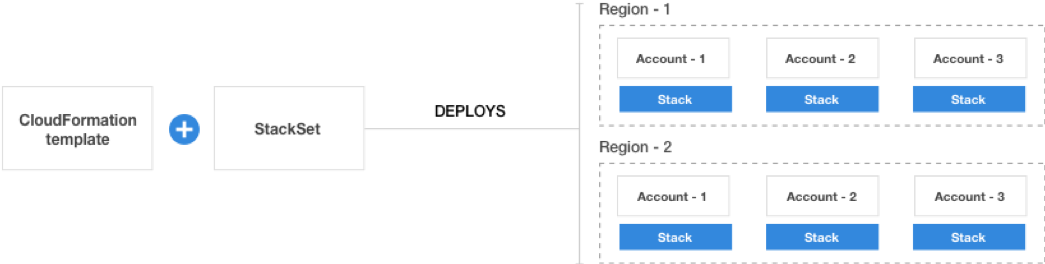 Region - 1
Account - 1 Account - 2 Account - 3
Stack Stack Stack
CloudFormation
template
StackSet
DEPLOYS
Region - 2
Account - 1 Account - 2 Account - 3
Stack Stack Stack